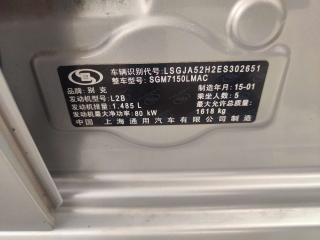 车辆识别代号: LSGJA52H2ES302651
整车型号: SGM7150LMAC
品牌: 别克 制造年月: 15-01
发动机型号: L2B 乘坐人数: 5
发动机排量: 1.485 L 最大允许总质量:
发动机最大净功率: 80 kW 1618 kg
中国 上海通用汽车有限公司制造